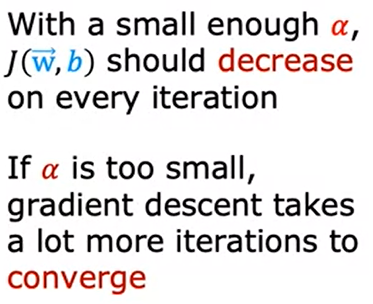 With a small enough α,
J(w⃗, b) should decrease
on every iteration
If α is too small,
gradient descent takes
a lot more iterations to
converge